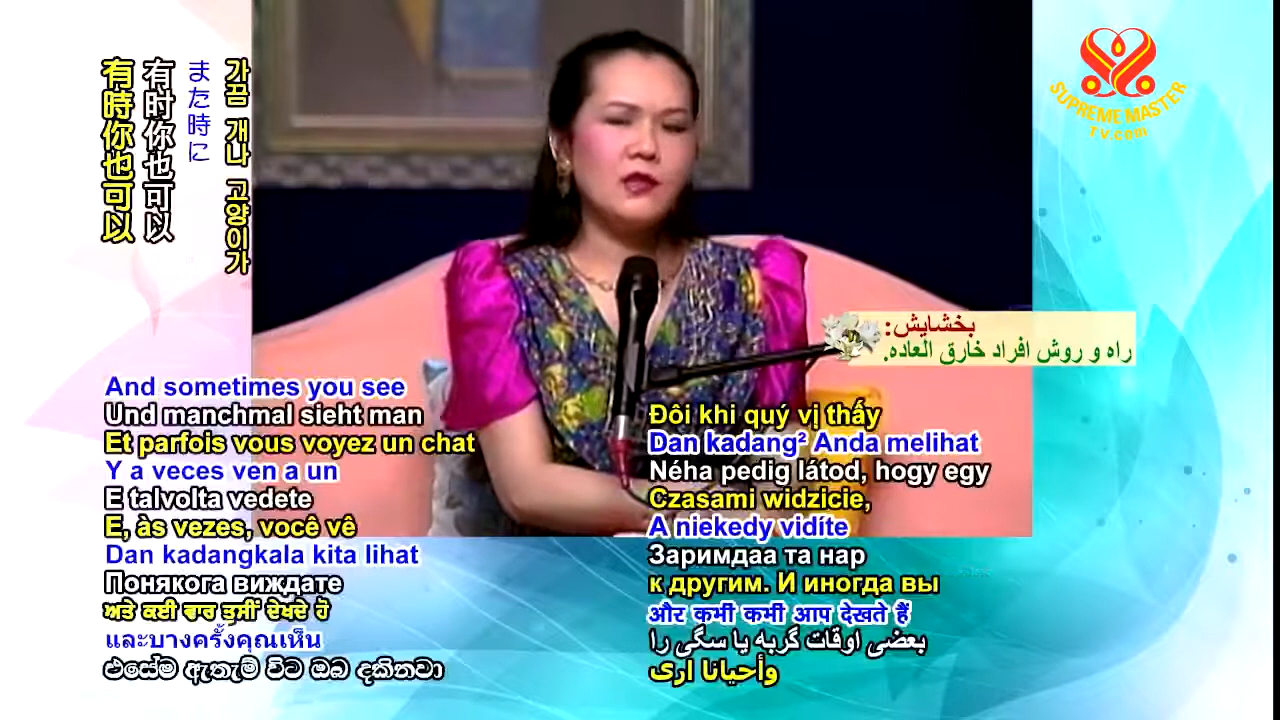 有時你也可以
有时你也可以
また時に
가끔 개나 고양이가
SUPREME MASTER
TV.com
بخشایش:
راه و روش افراد خارق العاده.
And sometimes you see
Und manchmal sieht man
Et parfois vous voyez un chat
Y a veces ven a un
E talvolta vedete
E, às vezes, você vê
Dan kadangkala kita lihat
Понякога виждате
ਅਤੇ ਕਈ ਵਾਰ ਤੁਸੀਂ ਦੇਖਦੇ ਹੋ
และบางครั้งคุณเห็น
එසේම ඇතැම් විට ඔබ දකිනවා
Đôi khi quý vị thấy
Dan kadang² Anda melihat
Néha pedig látod, hogy egy
Czasami widzicie,
A niekedy vidíte
Заримдаа та нар
к другим. И иногда вы
और कभी कभी आप देखते हैं
بعضی اوقات گربه یا سگی را
وأحيانا ارى